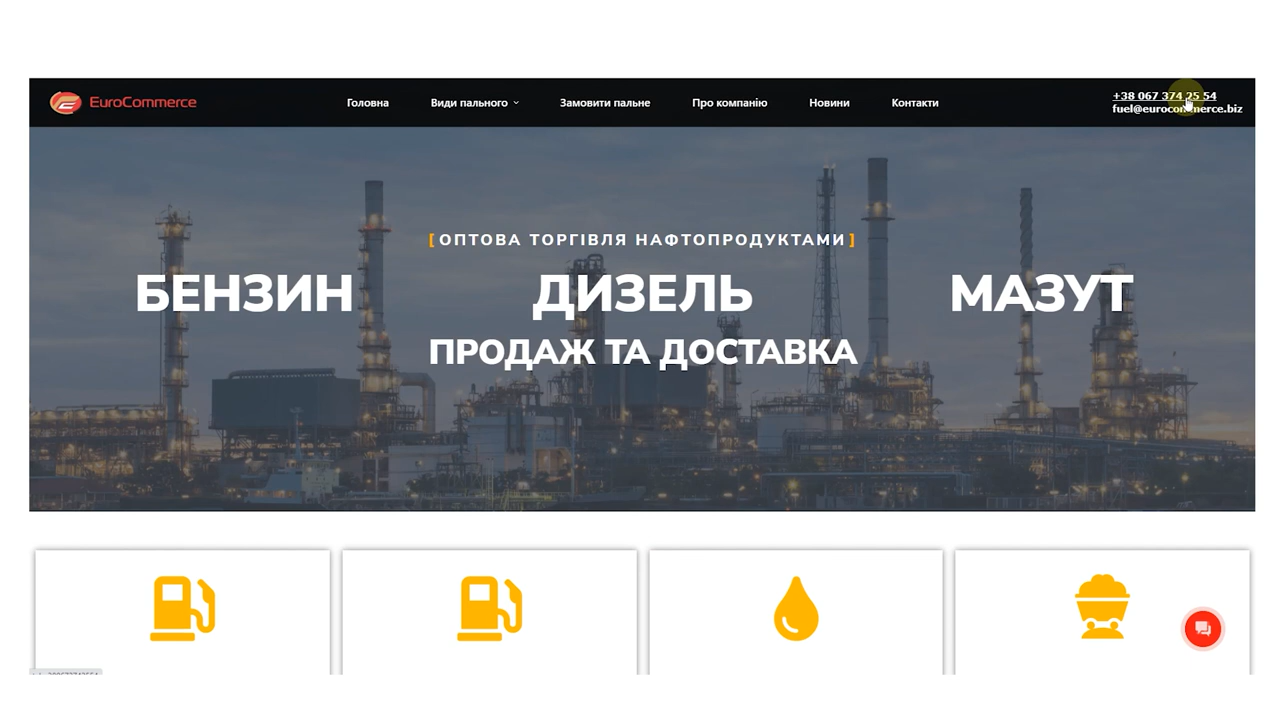 EuroCommerce
Головна
Види пального
Замовити пальне
Про компанію
Новини
Контакти
+38 067 374 25 54
fuel@eurocommerce.biz
[ОПТОВА ТОРГІВЛЯ НАФТОПРОДУКТАМИ]
БЕНЗИН
ДИЗЕЛЬ
МАЗУТ
ПРОДАЖ ТА ДОСТАВКА